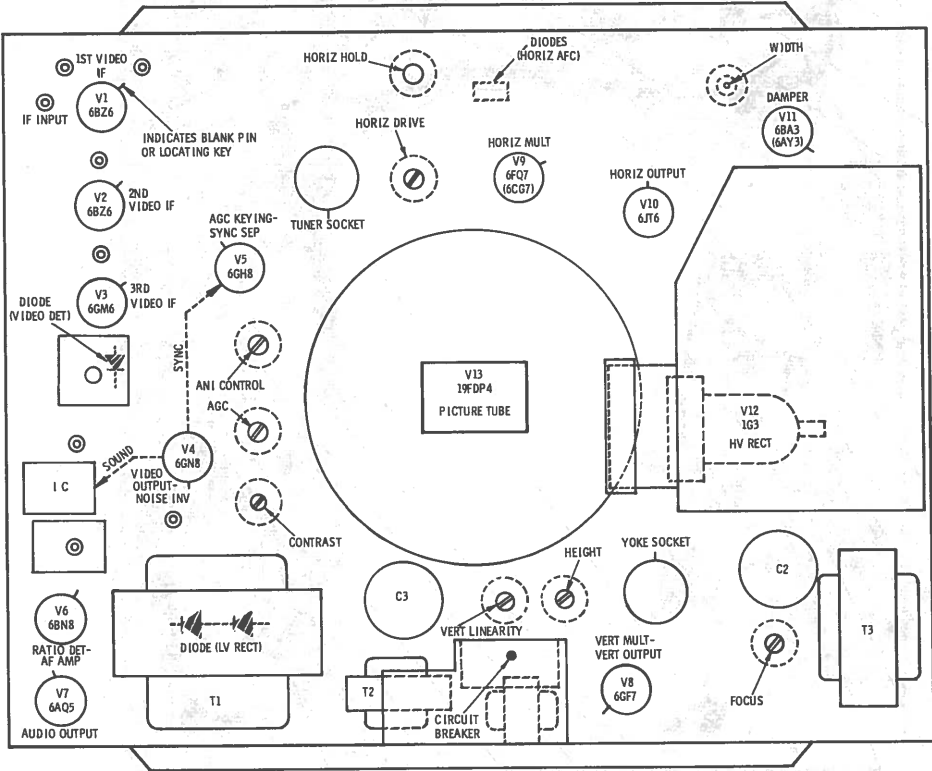 1ST VIDEO
IF
V1
6BZ6
IF INPUT
INDICATES BLANK PIN
OR LOCATING KEY
HORIZ HOLD
DIODES
(HORIZ AFC)
WIDTH
DAMPER
V11
6BA3
(6AY3)
HORIZ DRIVE
HORIZ MULT
V9
6FQ7
(6CG7)
HORIZ OUTPUT
V10
6JT6
V2
6BZ6
2ND
VIDEO IF
TUNER SOCKET
AGC KEYING-
SYNC SEP
V5
6GH8
V3
6GM6
3RD
VIDEO IF
DIODE
(VIDEO DET)
SYNC
ANI CONTROL
AGC
V13
19FDP4
PICTURE TUBE
V12
1G3
HV RECT
V4
6GN8
SOUND
I C
VIDEO
OUTPUT-
NOISE INV
CONTRAST
V6
6BN8
RATIO DET-
AF AMP
V7
6AQ5
AUDIO OUTPUT
DIODE (LV RECT)
T1
C3
VERT LINEARITY
HEIGHT
YOKE SOCKET
C2
T3
T2
CIRCUIT
BREAKER
VERT MULT-
VERT OUTPUT
V8
6GF7
FOCUS